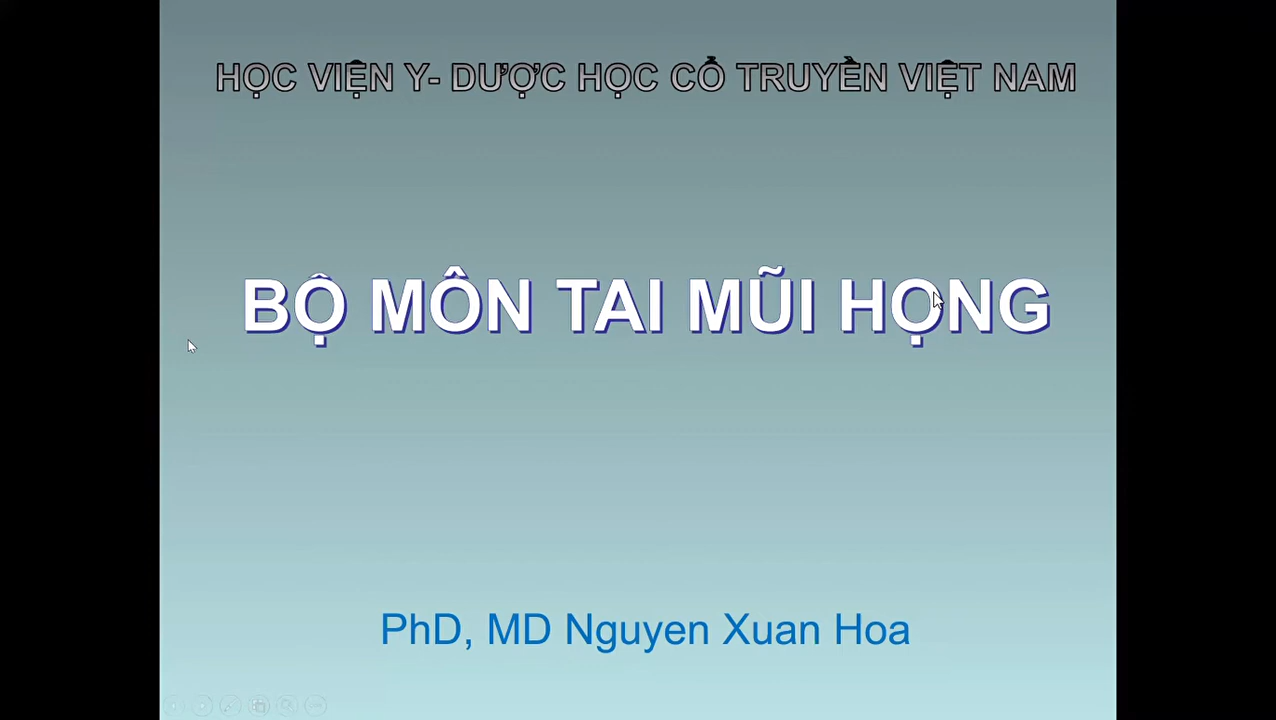 HỌC VIỆN Y- DƯỢC HỌC CỔ TRUYỀN VIỆT NAM
BỘ MÔN TAI MŨI HỌNG
PhD, MD Nguyen Xuan Hoa